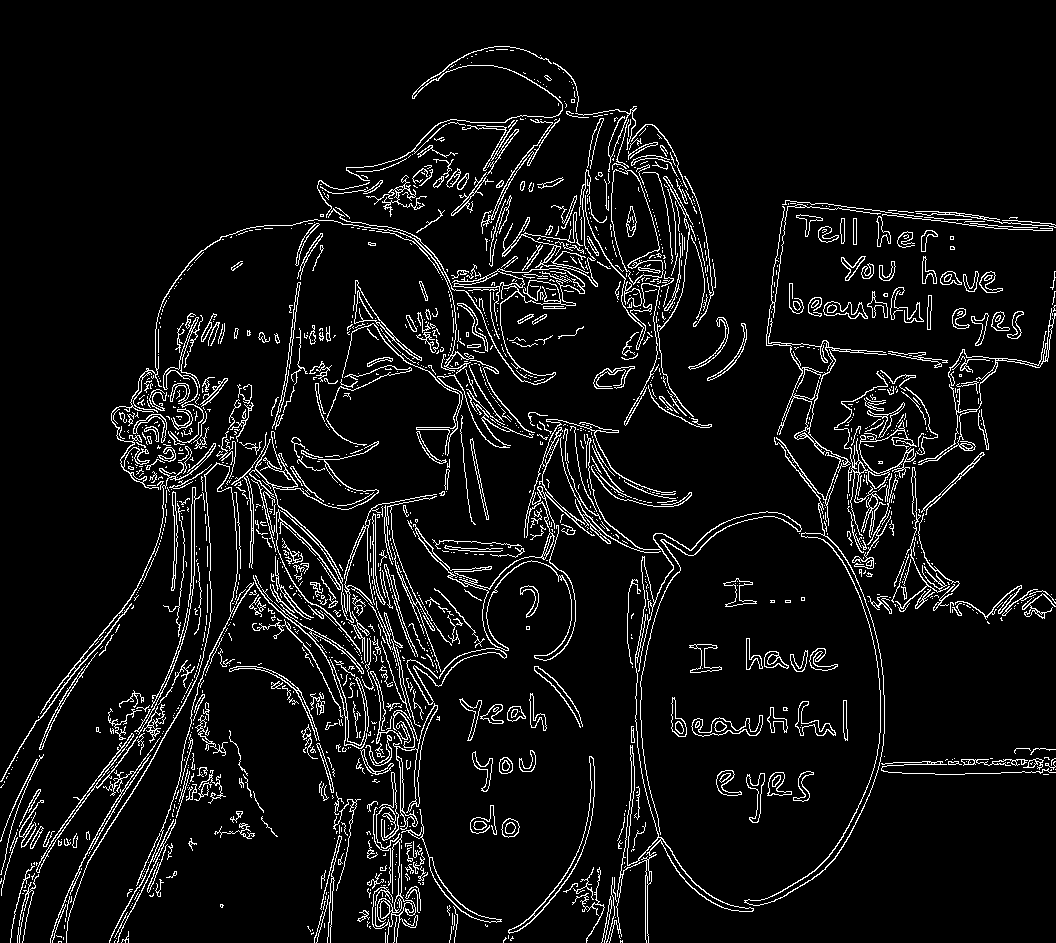 Tell her:
You have
beautiful eyes
I...
I have
beautiful
eyes
?
yeah
you
do